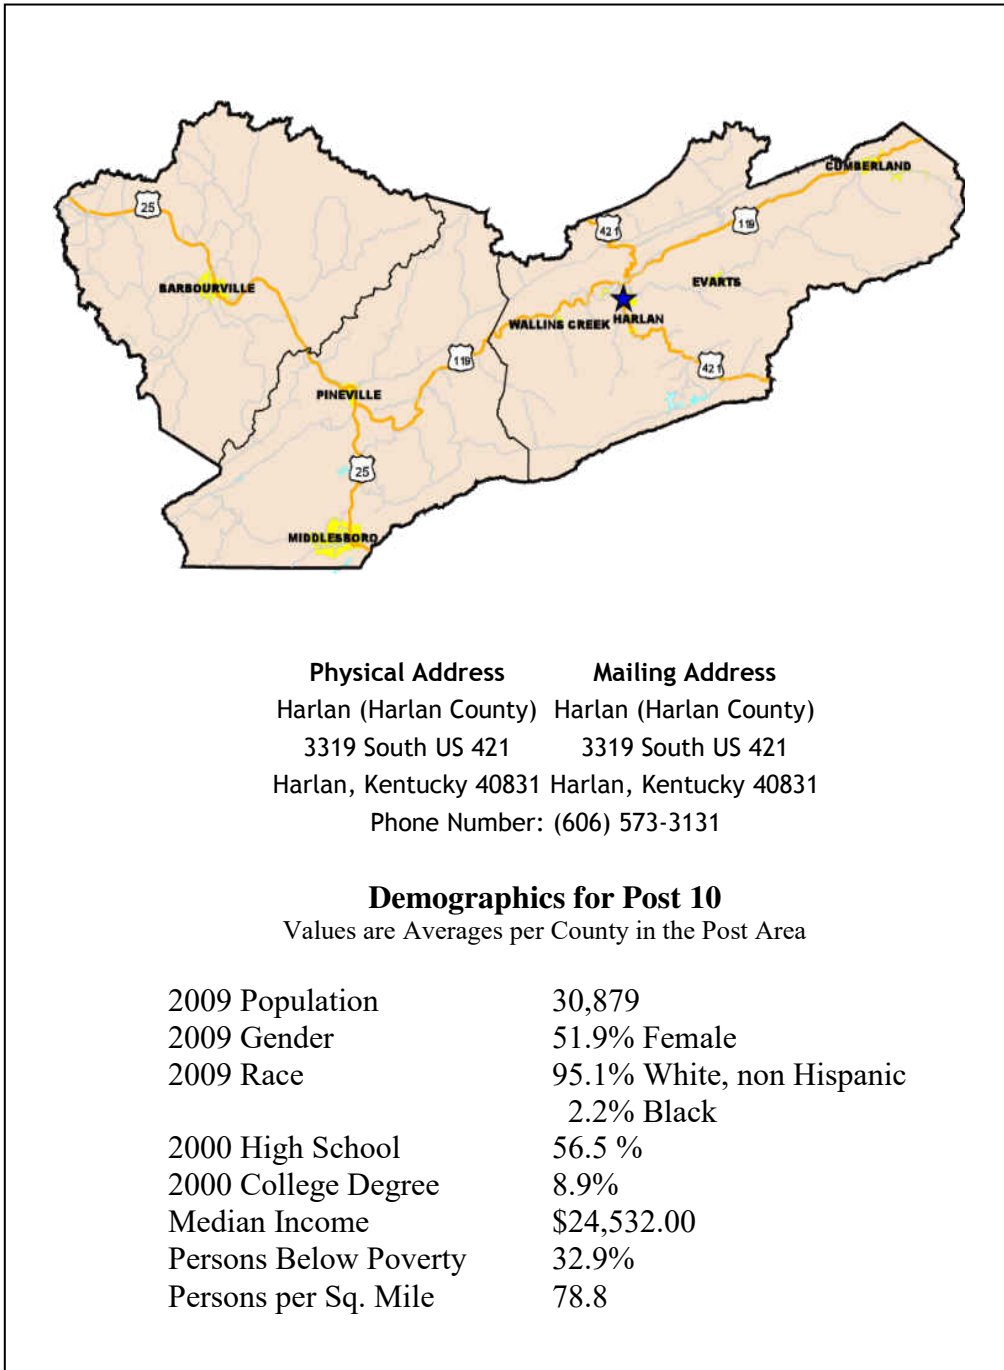 CUMBERLAND
25
421
119
EVARTS
BARBOURVILLE
WALLINS CREEK
HARLAN
119
421
PINEVILLE
25
MIDDLESBORO
Physical Address Mailing Address
Harlan (Harlan County) Harlan (Harlan County)
3319 South US 421 3319 South US 421
Harlan, Kentucky 40831 Harlan, Kentucky 40831
Phone Number: (606) 573-3131
Demographics for Post 10
Values are Averages per County in the Post Area
2009 Population 30,879
2009 Gender 51.9% Female
2009 Race 95.1% White, non Hispanic
2.2% Black
2000 High School 56.5 %
2000 College Degree 8.9%
Median Income $24,532.00
Persons Below Poverty 32.9%
Persons per Sq. Mile 78.8